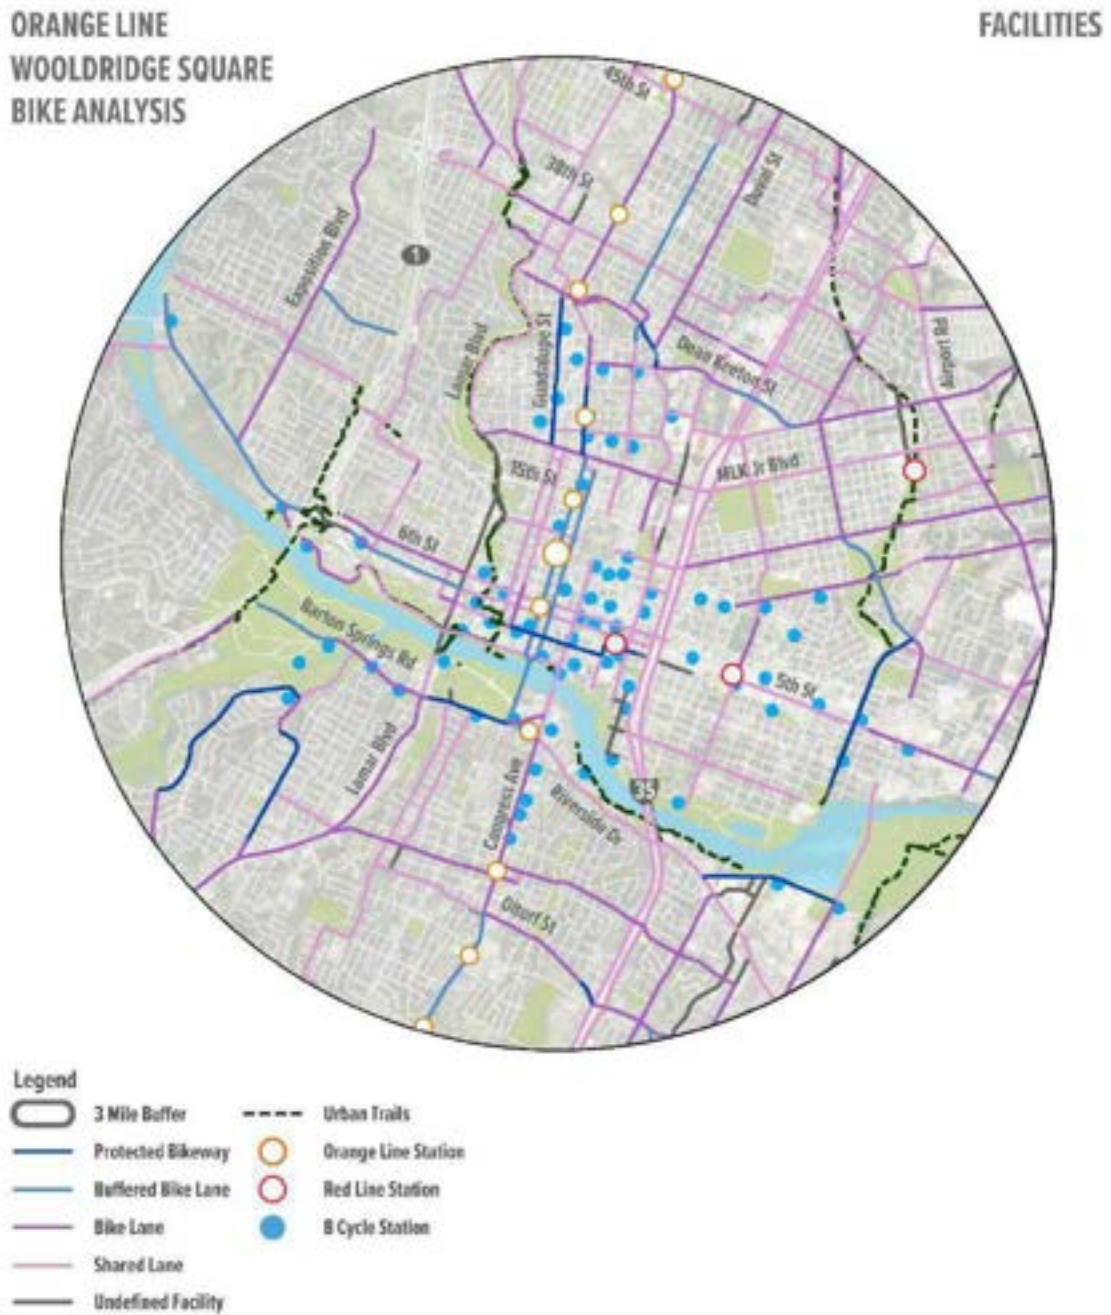 ORANGE LINE
WOOLDRIDGE SQUARE
BIKE ANALYSIS
FACILITIES
45th St
38th St
Duval St
Exposition Blvd
1
Lamar Blvd
Guadalupe St
Dean Keeton St
Airport Rd
15th St
MLK Jr Blvd
6th St
Barton Springs Rd
5th St
Lamar Blvd
Congress Ave
Riverside Dr
35
Oltorf St
Legend
3 Mile Buffer
Urban Trails
Protected Bikeway
Orange Line Station
Buffered Bike Lane
Red Line Station
Bike Lane
B Cycle Station
Shared Lane
Undefined Facility